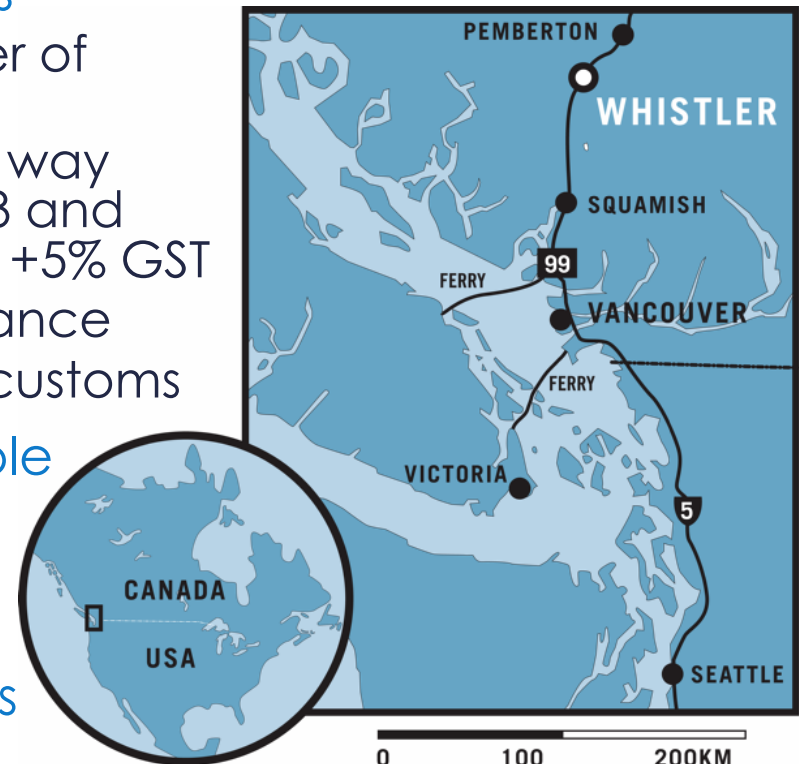 s
er of
way
3 and
+5% GST
ance
customs
ble
s
PEMBERTON
WHISTLER
SQUAMISH
99
FERRY
VANCOUVER
FERRY
VICTORIA
5
SEATTLE
CANADA
USA
0 100 200KM